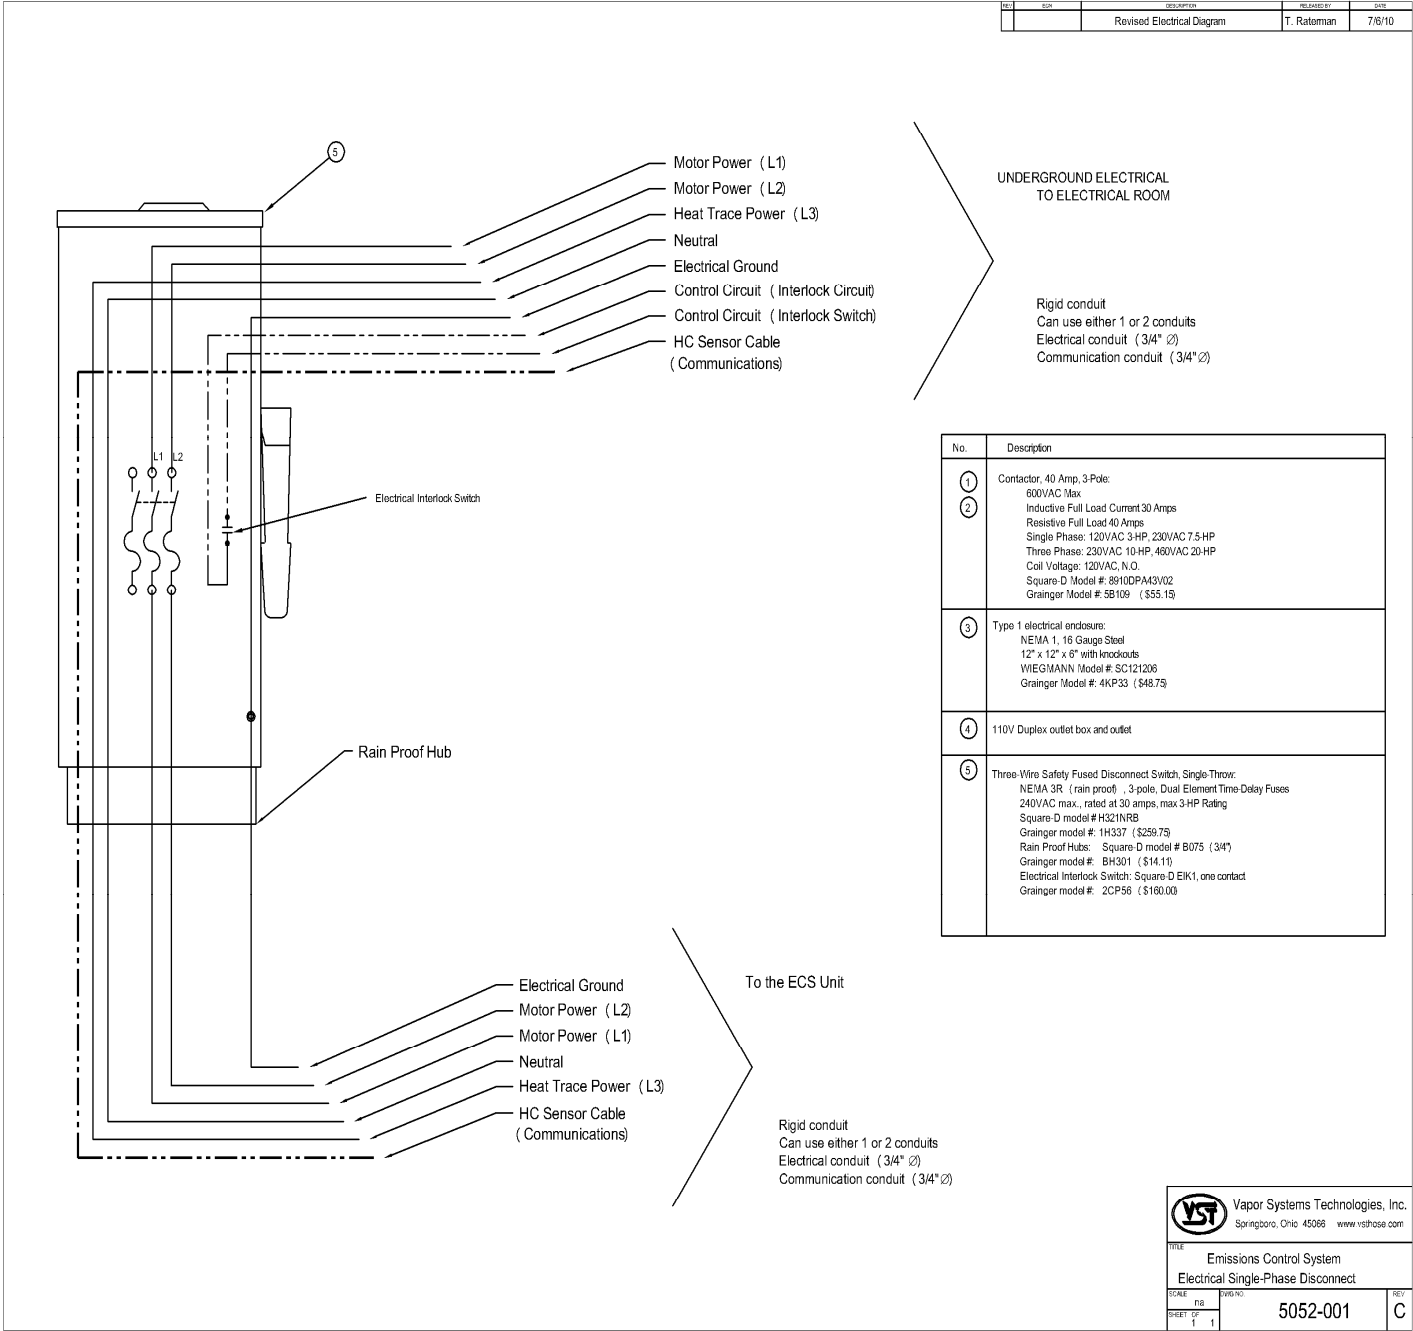 REV ECN DESCRIPTION RELEASED BY DATE
Revised Electrical Diagram T. Raterman 7/6/10
5
Motor Power ( L1)
Motor Power ( L2)
Heat Trace Power ( L3)
Neutral
Electrical Ground
Control Circuit ( Interlock Circuit)
Control Circuit ( Interlock Switch)
HC Sensor Cable
( Communications)
UNDERGROUND ELECTRICAL
TO ELECTRICAL ROOM
Rigid conduit
Can use either 1 or 2 conduits
Electrical conduit ( 3/4" ∅)
Communication conduit ( 3/4"∅)
L1 L2
Electrical Interlock Switch
Rain Proof Hub
No. Description
1
2
Contactor, 40 Amp, 3-Pole:
600VAC Max
Inductive Full Load Current 30 Amps
Resistive Full Load 40 Amps
Single Phase: 120VAC 3-HP, 230VAC 7.5-HP
Three Phase: 230VAC 10-HP, 460VAC 20-HP
Coil Voltage: 120VAC, N.O.
Square-D Model #: 8910DPA43V02
Grainger Model #: 5B109 ( $55.15)
3
Type 1 electrical enclosure:
NEMA 1, 16 Gauge Steel
12" x 12" x 6" with knockouts
WIEGMANN Model #: SC121206
Grainger Model #: 4KP33 ( $48.75)
4
110V Duplex outlet box and outlet
5
Three-Wire Safety Fused Disconnect Switch, Single-Throw:
NEMA 3R ( rain proof) , 3-pole, Dual Element Time-Delay Fuses
240VAC max., rated at 30 amps, max 3-HP Rating
Square-D model # H321NRB
Grainger model #: 1H337 ( $259.75)
Rain Proof Hubs: Square-D model # B075 ( 3/4")
Grainger model #: BH301 ( $14.11)
Electrical Interlock Switch: Square-D EIK1, one contact
Grainger model #: 2CP56 ( $160.00)
Electrical Ground
Motor Power ( L2)
Motor Power ( L1)
Neutral
Heat Trace Power ( L3)
HC Sensor Cable
( Communications)
To the ECS Unit
Rigid conduit
Can use either 1 or 2 conduits
Electrical conduit ( 3/4" ∅)
Communication conduit ( 3/4"∅)
VST
Vapor Systems Technologies, Inc.
Springboro, Ohio 45066 www.vsthose.com
TITLE
Emissions Control System
Electrical Single-Phase Disconnect
SCALE
na
DWG NO.
5052-001
REV
C
SHEET OF
1 1